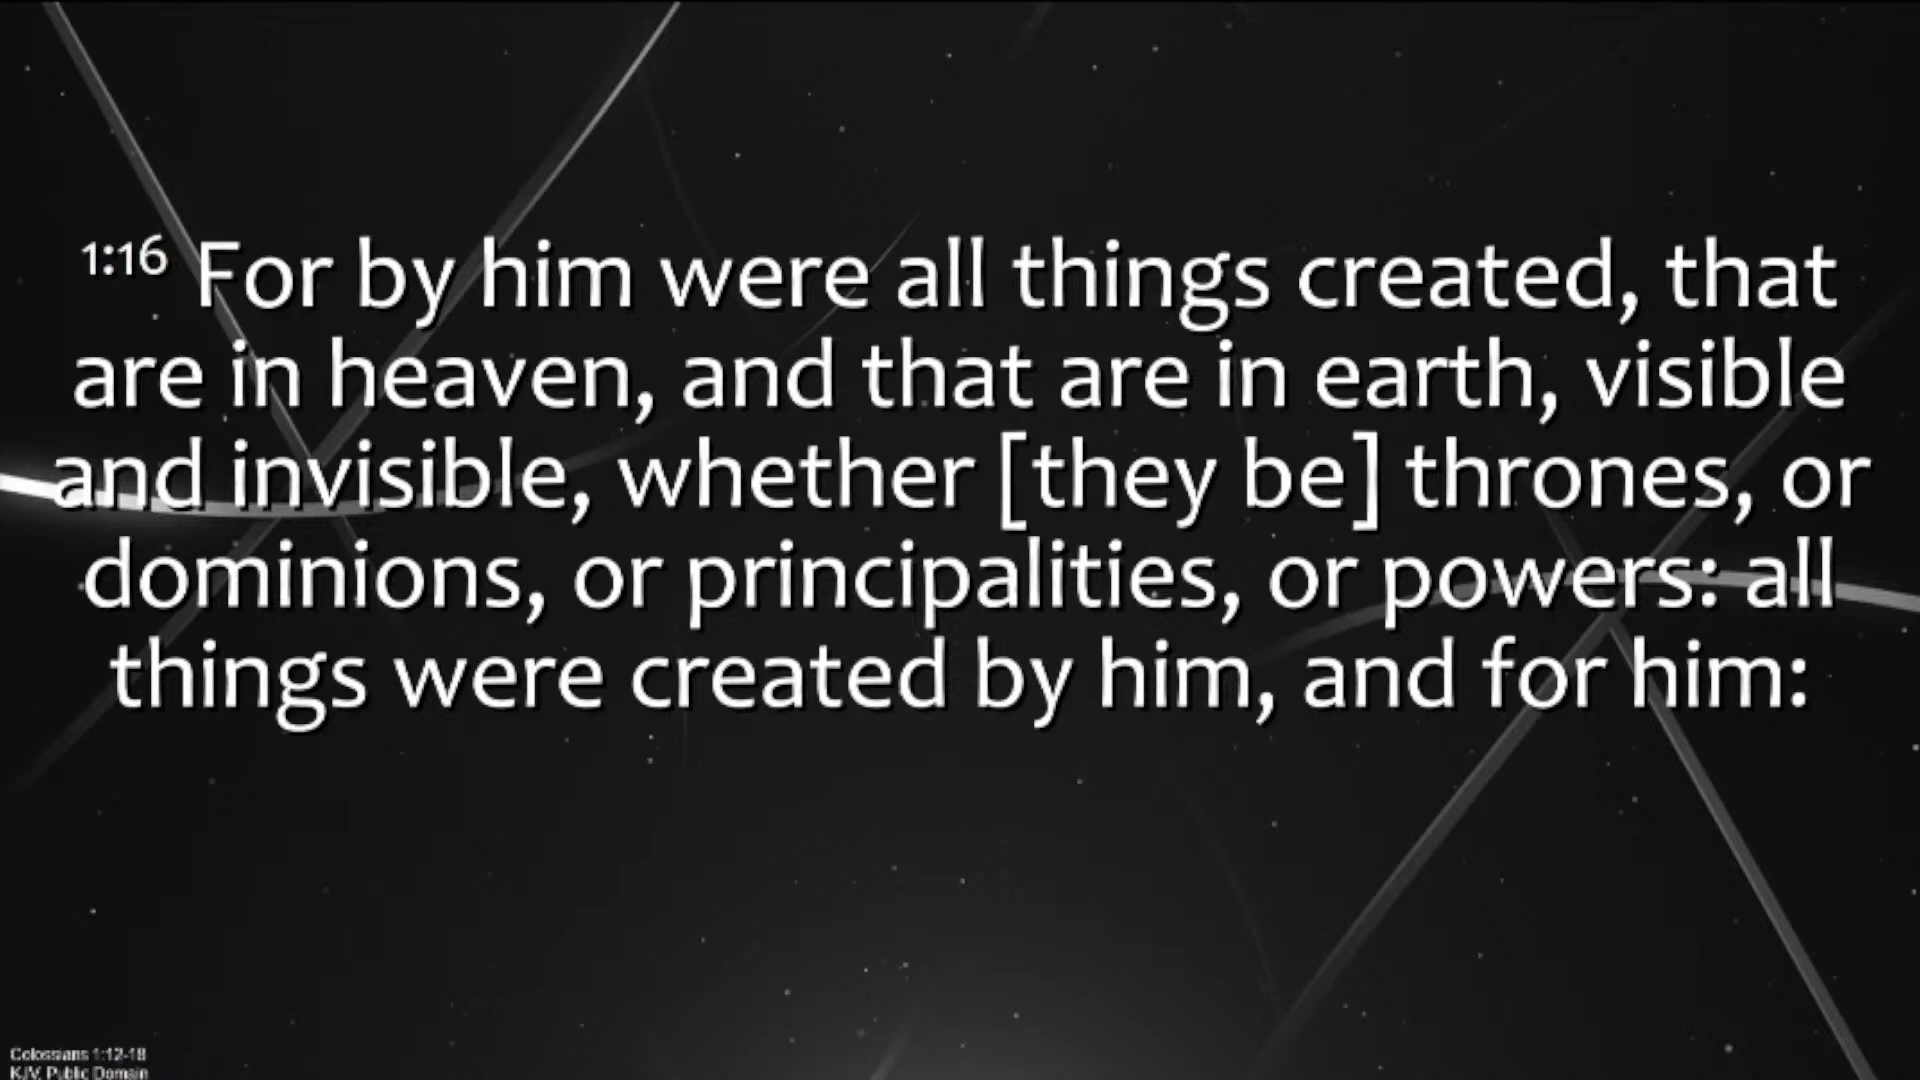 1:16 For by him were all things created, that
are in heaven, and that are in earth, visible
and invisible, whether [they be] thrones, or
dominions, or principalities, or powers: all
things were created by him, and for him:
Colossians 1:12-18
KJV, Public Domain